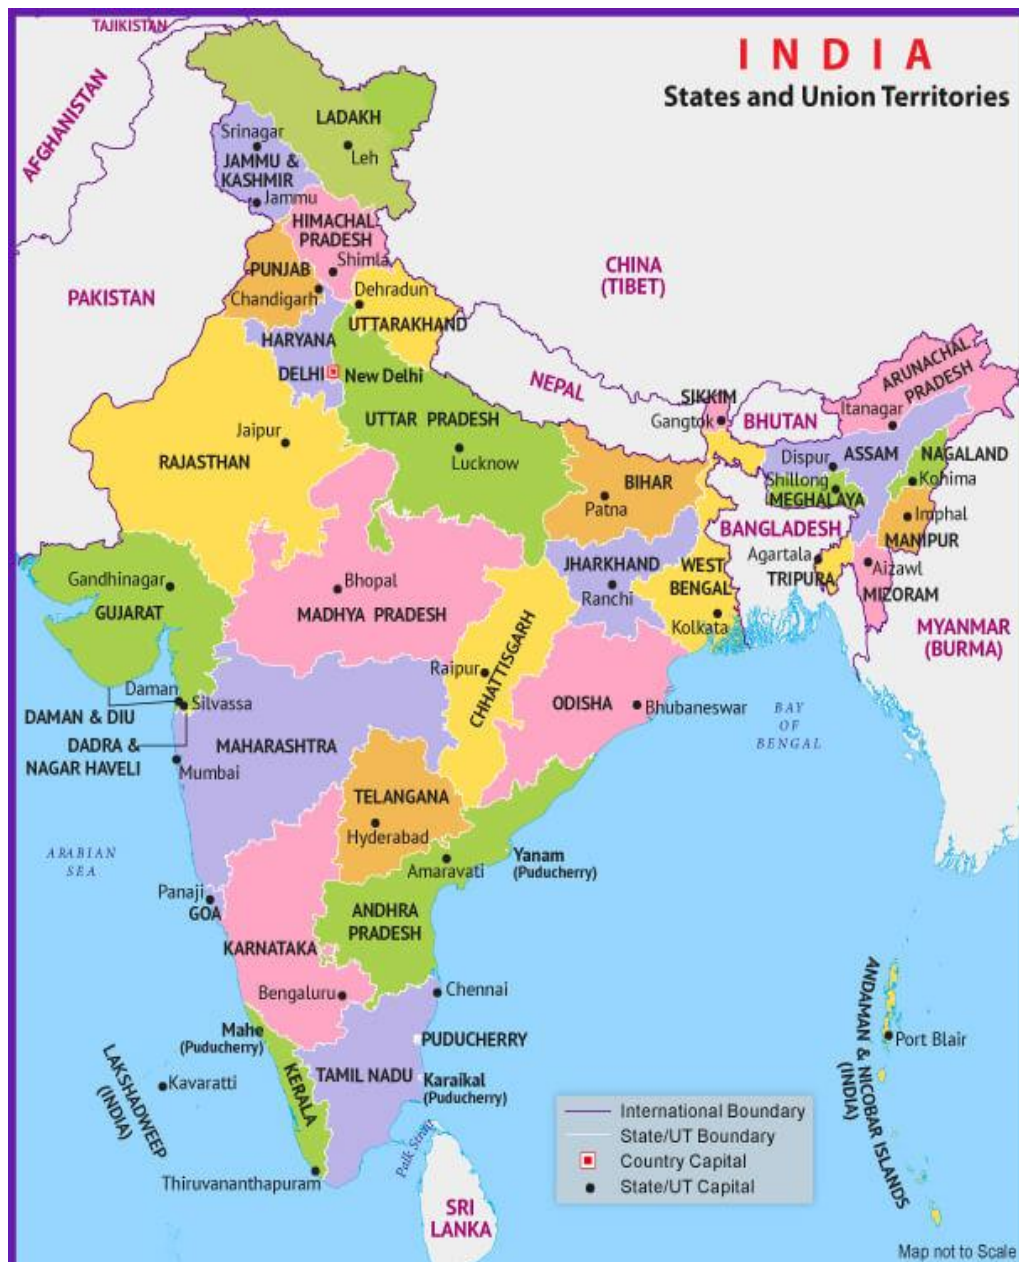 INDIA
States and Union Territories
TAJIKISTAN
AFGHANISTAN
PAKISTAN
CHINA
(TIBET)
NEPAL
BHUTAN
BANGLADESH
MYANMAR
(BURMA)
SRI
LANKA
LADAKH
Leh
Srinagar
JAMMU &
KASHMIR
Jammu
HIMACHAL
PRADESH
Shimla
PUNJAB
Chandigarh
Dehradun
UTTARAKHAND
HARYANA
DELHI
New Delhi
UTTAR PRADESH
Lucknow
Jaipur
RAJASTHAN
SIKKIM
Gangtok
ARUNACHAL
PRADESH
Itanagar
Dispur
ASSAM
NAGALAND
Kohima
Shillong
MEGHALAYA
Imphal
MANIPUR
Agartala
TRIPURA
Aizawl
MIZORAM
BIHAR
Patna
JHARKHAND
Ranchi
WEST
BENGAL
Kolkata
Gandhinagar
GUJARAT
Bhopal
MADHYA PRADESH
CHHATTISGARH
Raipur
ODISHA
Bhubaneswar
BAY
OF
BENGAL
Daman
Silvassa
DAMAN & DIU
DADRA &
NAGAR HAVELI
MAHARASHTRA
Mumbai
TELANGANA
Hyderabad
Amaravati
Yanam
(Puducherry)
ARABIAN
SEA
Panaji
GOA
ANDHRA
PRADESH
KARNATAKA
Bengaluru
Chennai
Mahe
(Puducherry)
PUDUCHERRY
TAMIL NADU
Karaikal
(Puducherry)
KERALA
LAKSHADWEEP
(INDIA)
Kavaratti
Thiruvananthapuram
Palk Strait
ANDAMAN & NICOBAR ISLANDS
(INDIA)
Port Blair
International Boundary
State/UT Boundary
Country Capital
State/UT Capital
Map not to Scale